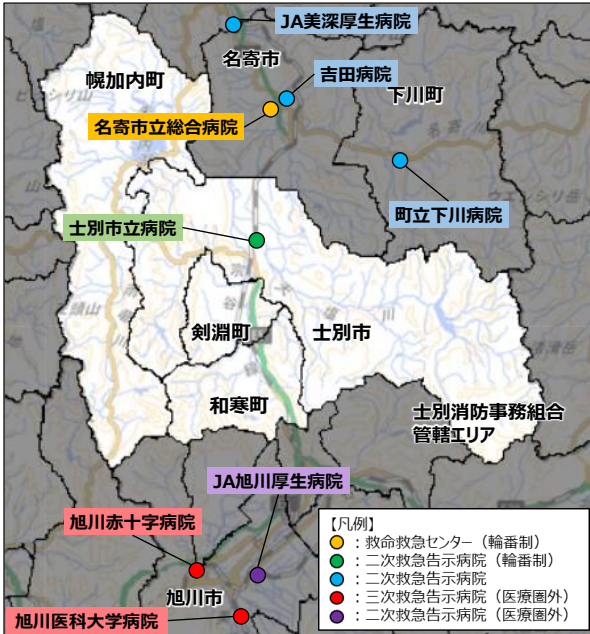 JA美深厚生病院
名寄市
幌加内町
吉田病院
下川町
名寄市立総合病院
町立下川病院
士別市立病院
剣淵町
士別市
和寒町
士別消防事務組合
管轄エリア
JA旭川厚生病院
旭川赤十字病院
旭川市
旭川医科大学病院
【凡例】
：救命救急センター（輪番制）
：二次救急告示病院（輪番制）
：二次救急告示病院
：三次救急告示病院（医療圏外）
：二次救急告示病院（医療圏外）